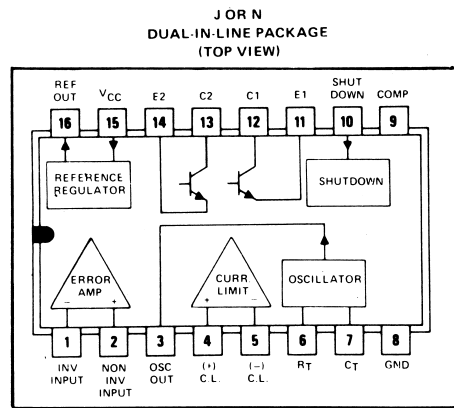 J OR N
DUAL-IN-LINE PACKAGE
(TOP VIEW)
REF OUT VCC E2 C2 C1 E1 SHUT DOWN COMP
16 15 14 13 12 11 10 9
REFERENCE REGULATOR
SHUTDOWN
ERROR AMP
- +
CURR. LIMIT
+ -
OSCILLATOR
1 2 3 4 5 6 7 8
INV INPUT NON INV INPUT OSC OUT (+) C.L. (-) C.L. RT CT GND